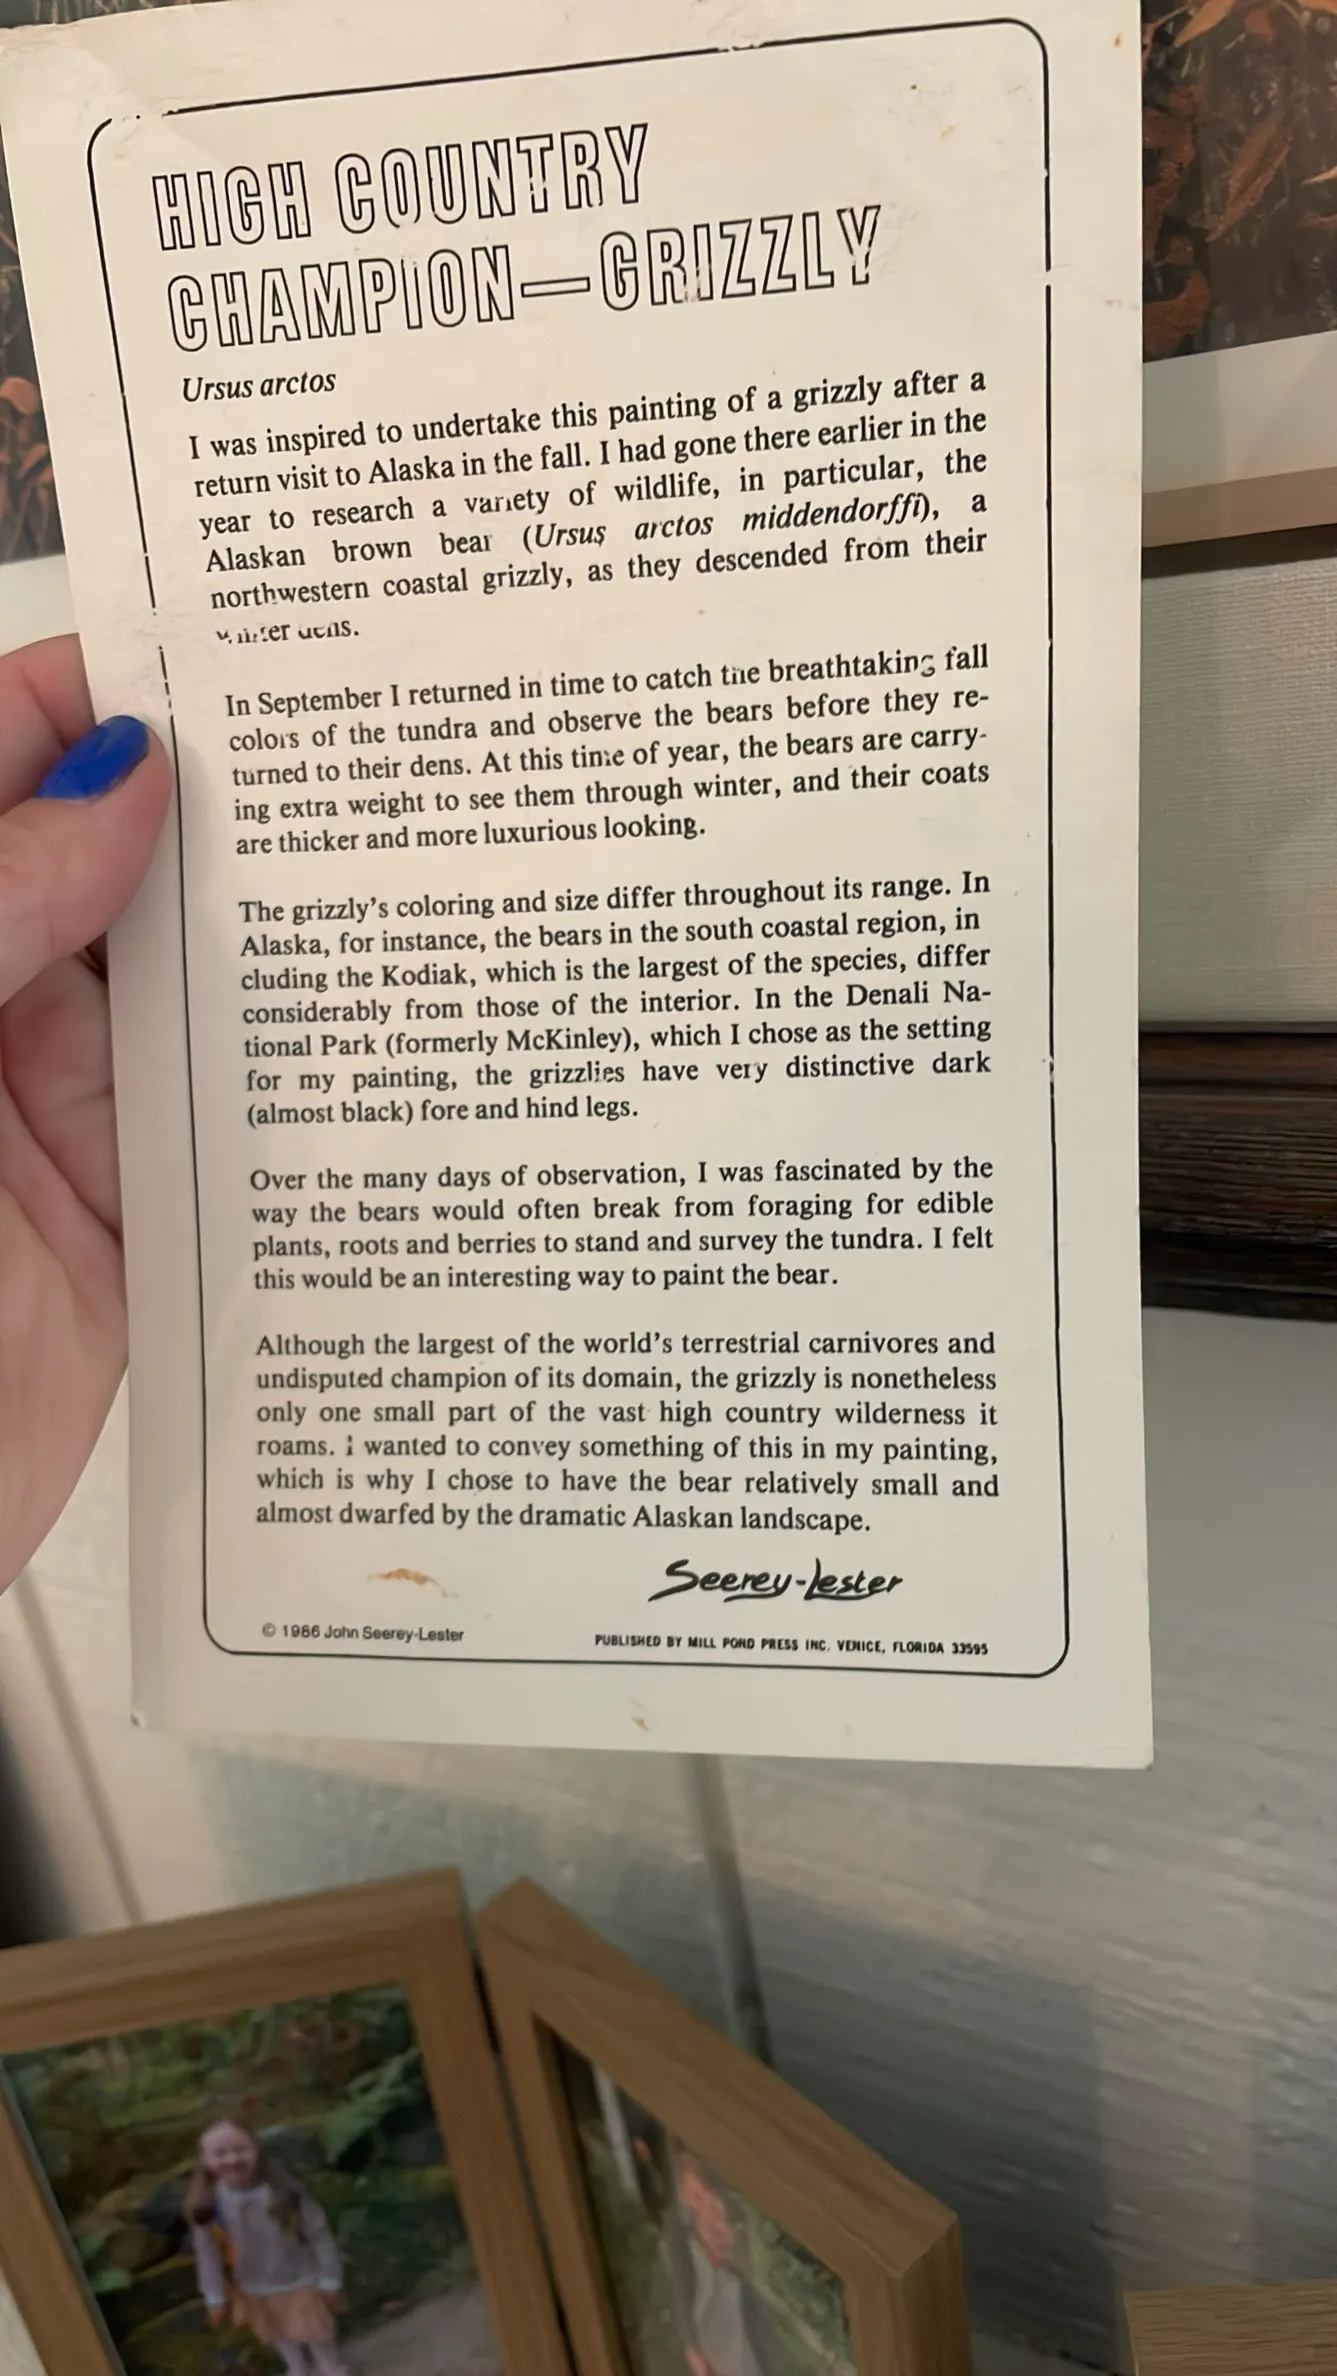 HIGH COUNTRY
CHAMPION—GRIZZLY
Ursus arctos
I was inspired to undertake this painting of a grizzly after a
return visit to Alaska in the fall. I had gone there earlier in the
year to research a variety of wildlife, in particular, the
Alaskan brown bear (Ursus arctos middendorffi), a
northwestern coastal grizzly, as they descended from their
winter dens.
In September I returned in time to catch the breathtaking fall
colors of the tundra and observe the bears before they re-
turned to their dens. At this time of year, the bears are carry-
ing extra weight to see them through winter, and their coats
are thicker and more luxurious looking.
The grizzly's coloring and size differ throughout its range. In
Alaska, for instance, the bears in the south coastal region, in
cluding the Kodiak, which is the largest of the species, differ
considerably from those of the interior. In the Denali Na-
tional Park (formerly McKinley), which I chose as the setting
for my painting, the grizzlies have very distinctive dark
(almost black) fore and hind legs.
Over the many days of observation, I was fascinated by the
way the bears would often break from foraging for edible
plants, roots and berries to stand and survey the tundra. I felt
this would be an interesting way to paint the bear.
Although the largest of the world's terrestrial carnivores and
undisputed champion of its domain, the grizzly is nonetheless
only one small part of the vast high country wilderness it
roams. I wanted to convey something of this in my painting,
which is why I chose to have the bear relatively small and
almost dwarfed by the dramatic Alaskan landscape.
Seerey-Lester
© 1986 John Seerey-Lester
PUBLISHED BY MILL POND PRESS INC, VENICE, FLORIDA 33595